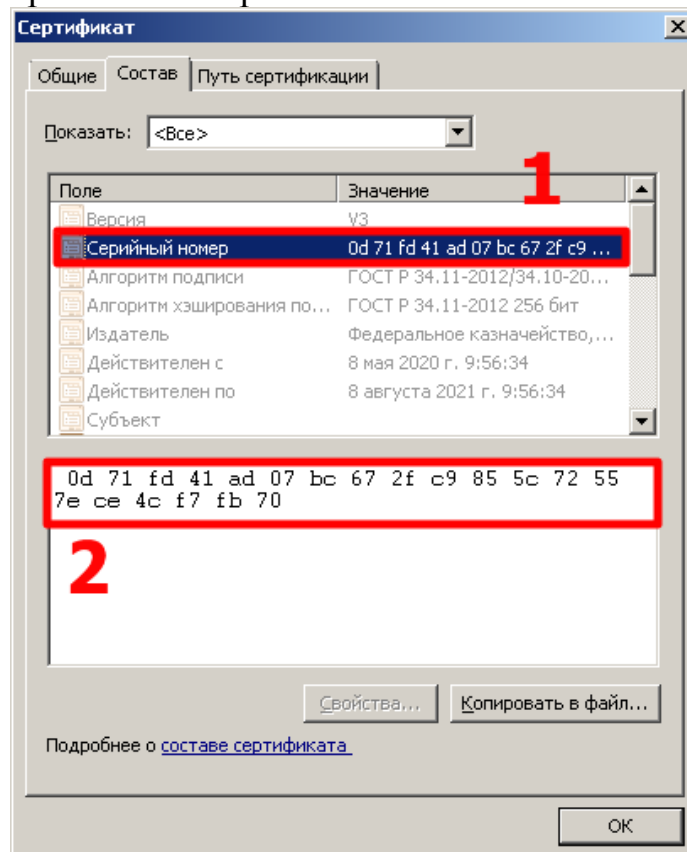 Сертификат
Общие Состав Путь сертификации
Показать: <Все>
1
Поле Значение
Версия V3
Серийный номер 0d 71 fd 41 ad 07 bc 67 2f c9 ...
Алгоритм подписи ГОСТ Р 34.11-2012/34.10-20...
Алгоритм хэширования по... ГОСТ Р 34.11-2012 256 бит
Издатель Федеральное казначейство,...
Действителен с 8 мая 2020 г. 9:56:34
Действителен по 8 августа 2021 г. 9:56:34
Субъект
0d 71 fd 41 ad 07 bc 67 2f c9 85 5c 72 55
7e ce 4c f7 fb 70
2
Свойства... Копировать в файл...
Подробнее о составе сертификата
ОК